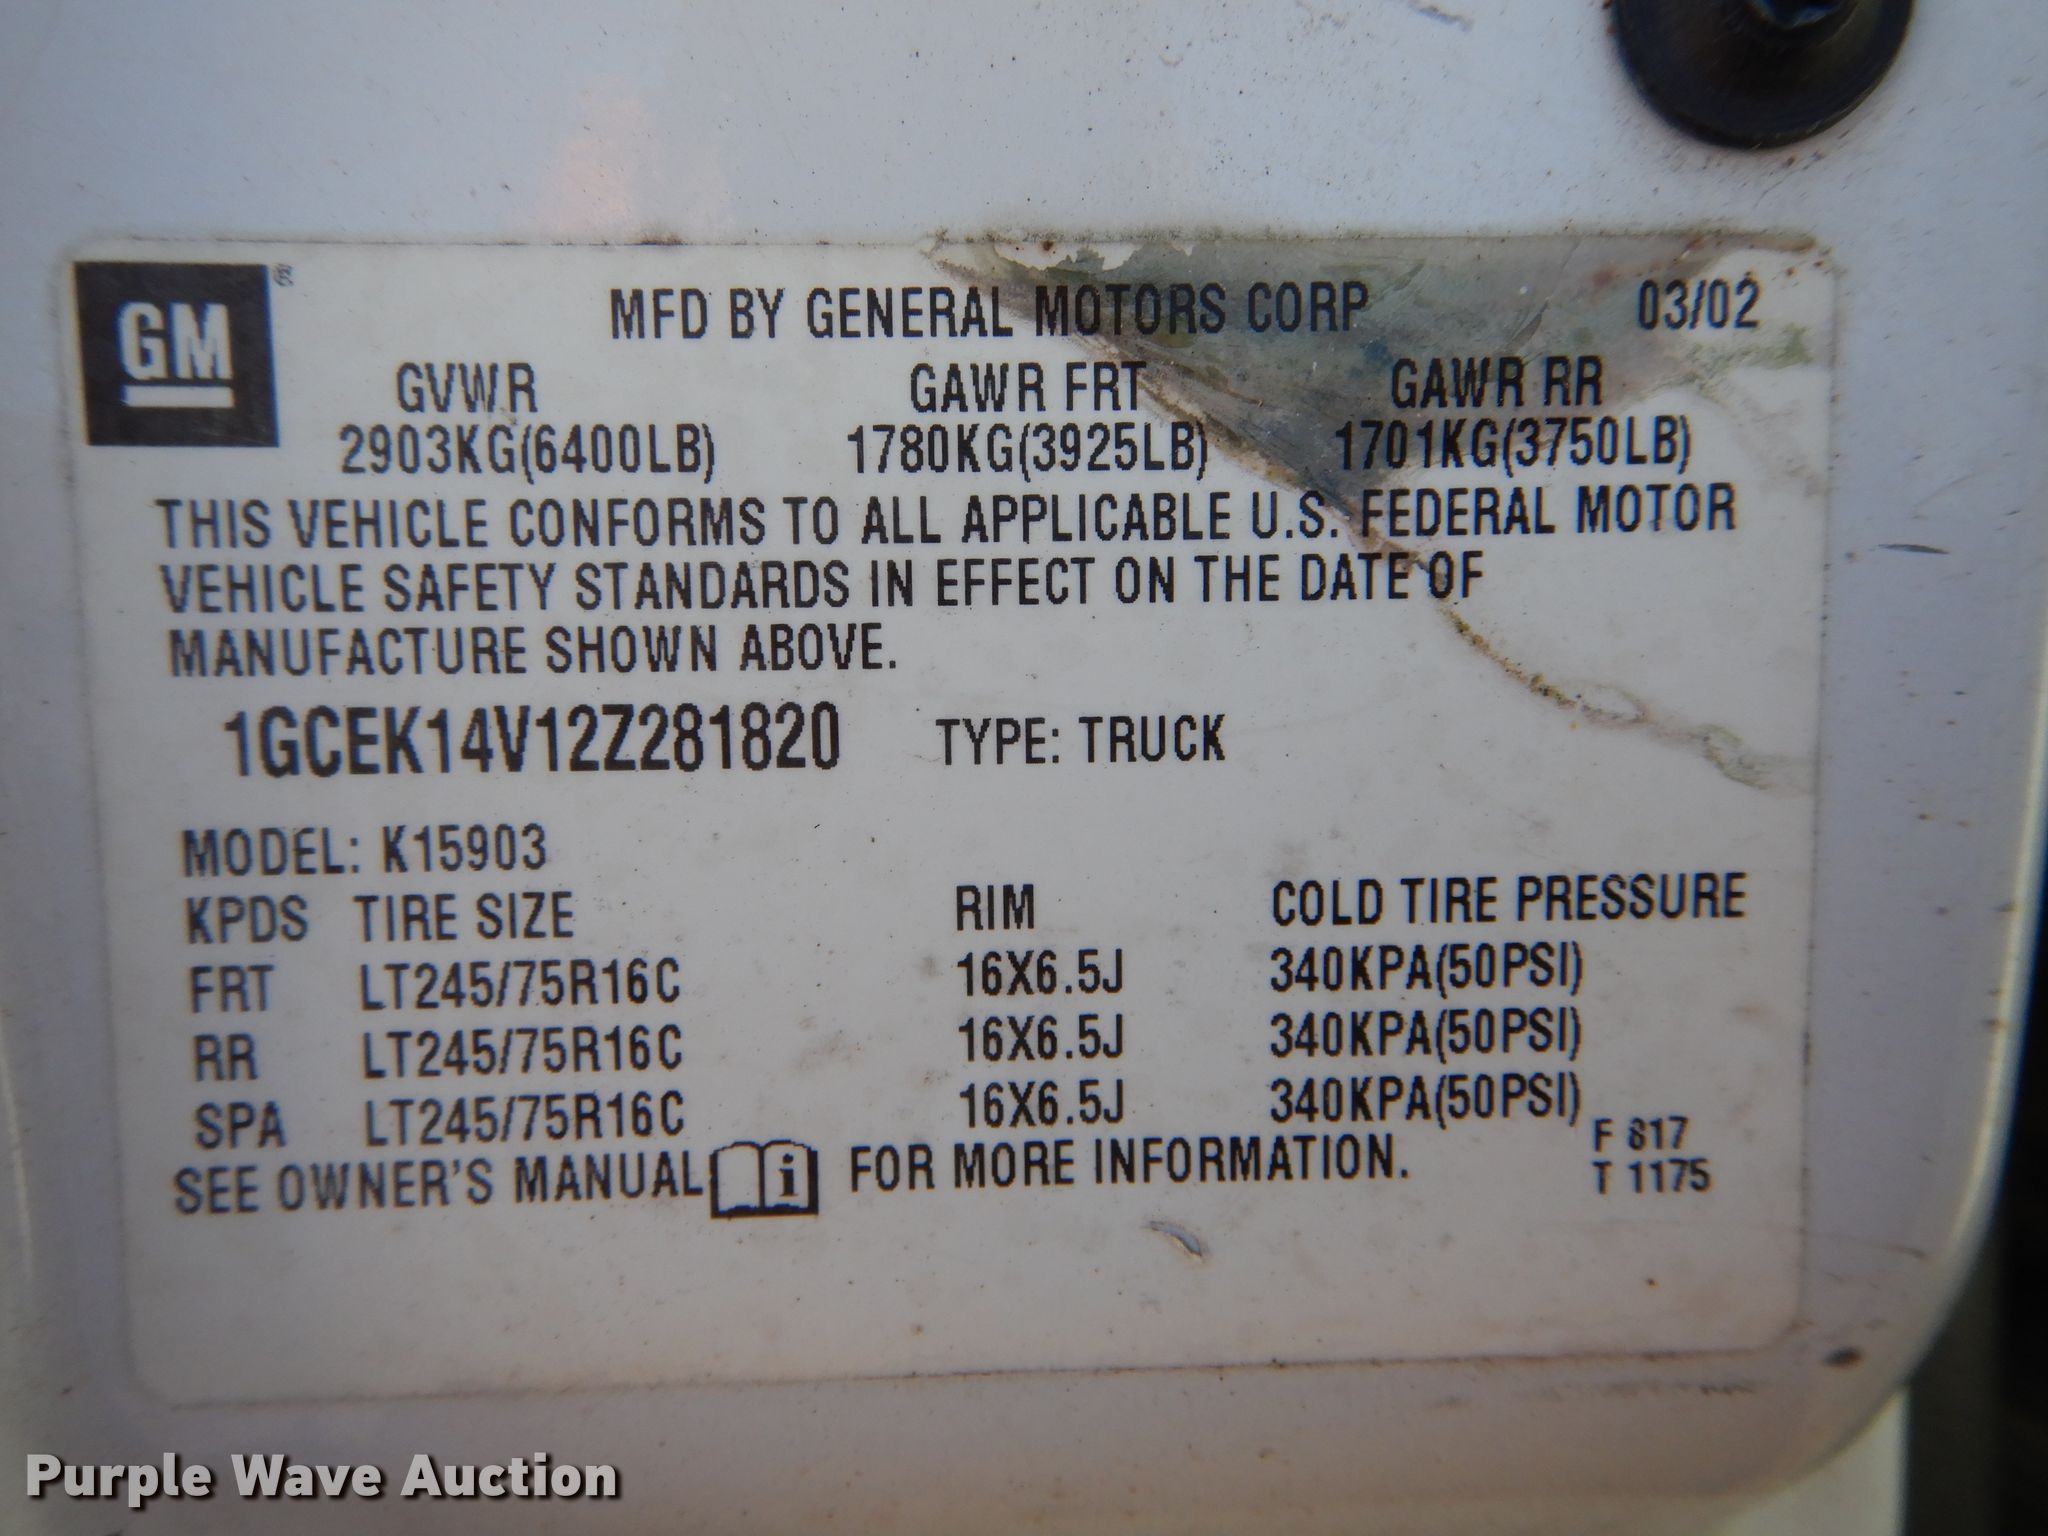 GM ®
MFD BY GENERAL MOTORS CORP 03/02
GVWR GAWR FRT GAWR RR
2903KG(6400LB) 1780KG(3925LB) 1701KG(3750LB)
THIS VEHICLE CONFORMS TO ALL APPLICABLE U.S. FEDERAL MOTOR
VEHICLE SAFETY STANDARDS IN EFFECT ON THE DATE OF
MANUFACTURE SHOWN ABOVE.
1GCEK14V12Z281820 TYPE: TRUCK
MODEL: K15903
KPDS TIRE SIZE RIM COLD TIRE PRESSURE
FRT LT245/75R16C 16X6.5J 340KPA(50PSI)
RR LT245/75R16C 16X6.5J 340KPA(50PSI)
SPA LT245/75R16C 16X6.5J 340KPA(50PSI)
SEE OWNER'S MANUAL i FOR MORE INFORMATION.
F 817
T 1175
Purple Wave Auction